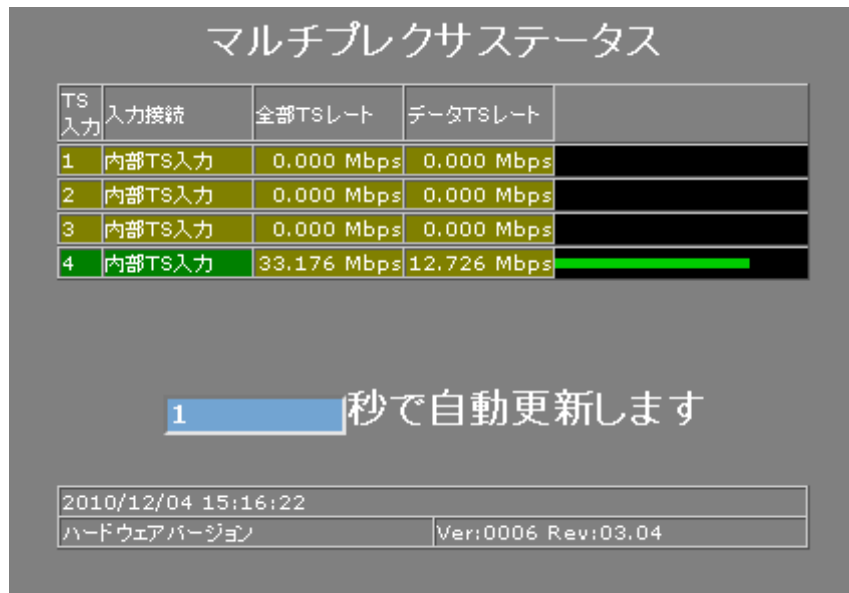 マルチプレクサステータス
TS入力 入力接続 全部TSレート データTSレート
1 内部TS入力 0.000 Mbps 0.000 Mbps
2 内部TS入力 0.000 Mbps 0.000 Mbps
3 内部TS入力 0.000 Mbps 0.000 Mbps
4 内部TS入力 33.176 Mbps 12.726 Mbps
1 秒で自動更新します
2010/12/04 15:16:22
ハードウェアバージョン Ver:0006 Rev:03.04